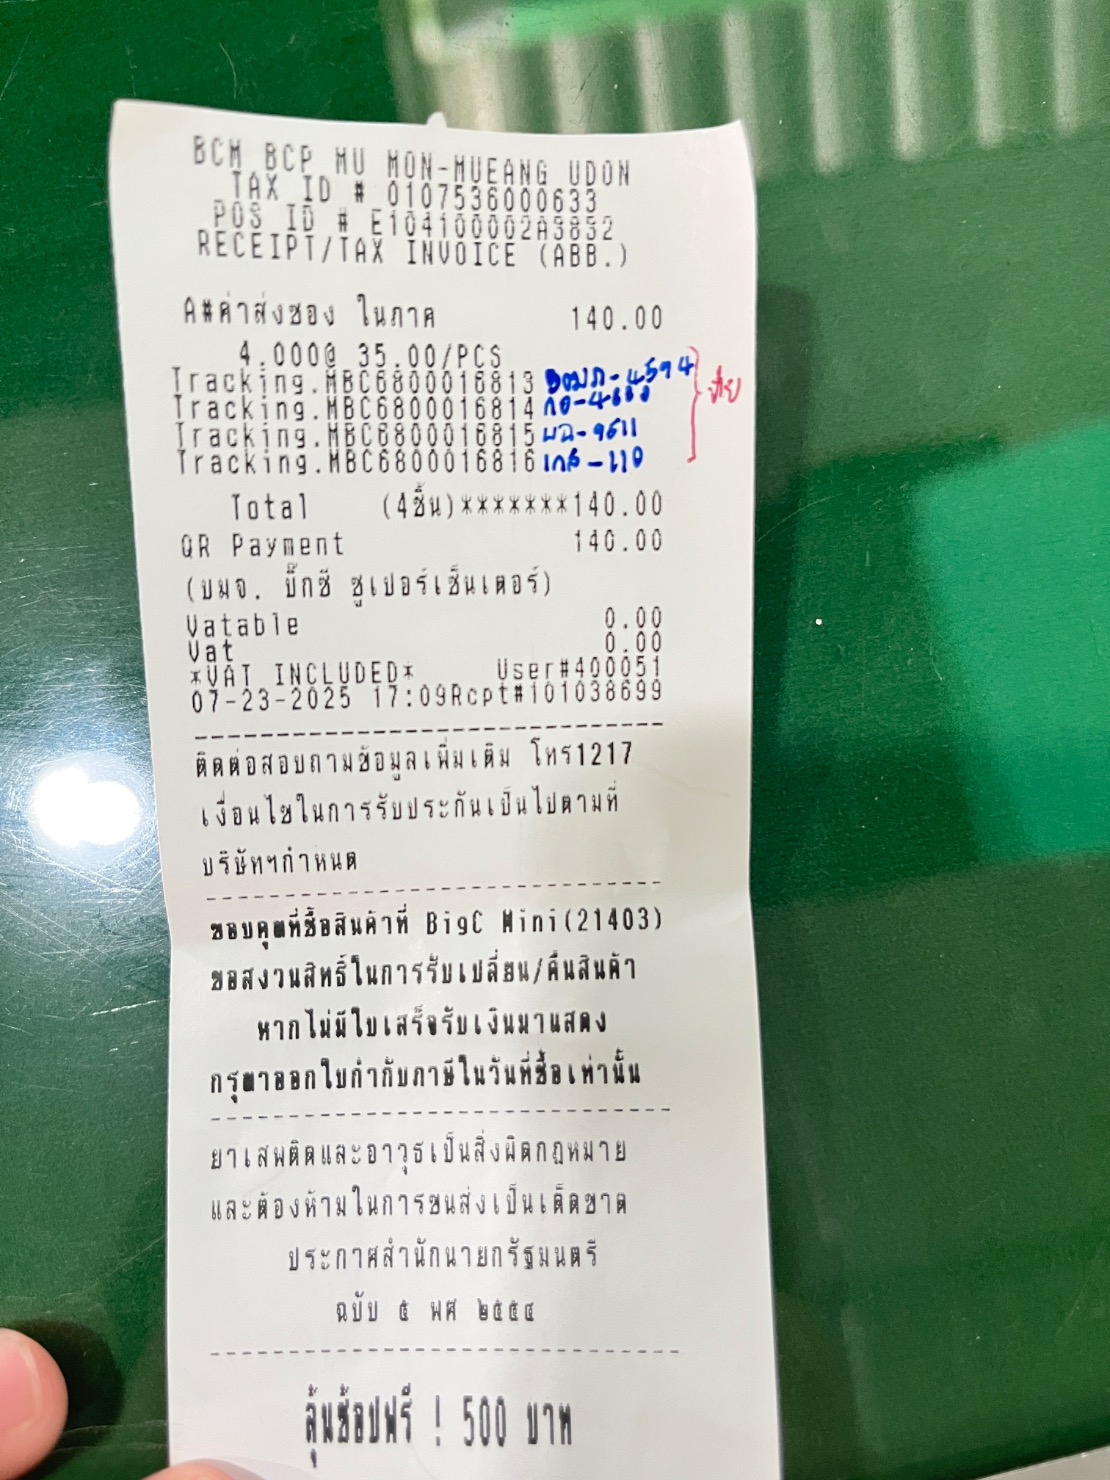 BCM BCP MU MON-MUEANG UDON
TAX ID # 0107536000633
POS ID # E104100002A3832
RECEIPT/TAX INVOICE (ABB.)
A#ค่าส่งซอง ในภาค 140.00
4.000@ 35.00/PCS
Tracking.MBC6800016813 -4594
Tracking.MBC6800016814
Tracking.MBC6800016815 -9611
Tracking.MBC6800016816 -110
Total (4ชิ้น)*******140.00
QR Payment 140.00
(บมจ. บิ๊กซี ซูเปอร์เซ็นเตอร์)
Vatable 0.00
Vat 0.00
*VAT INCLUDED* User#400051
07-23-2025 17:09Rcpt#101038699
ติดต่อสอบถามข้อมูลเพิ่มเติม โทร1217
เงื่อนไขในการรับประกันเป็นไปตามที่
บริษัทฯกำหนด
ขอบคุณที่ซื้อสินค้าที่ BigC Mini(21403)
ขอสงวนสิทธิ์ในการรับเปลี่ยน/คืนสินค้า
หากไม่มีใบเสร็จรับเงินมาแสดง
กรุณาออกใบกำกับภาษีในวันที่ซื้อเท่านั้น
ยาเสพติดและอาวุธเป็นสิ่งผิดกฎหมาย
และต้องห้ามในการขนส่งเป็นเด็ดขาด
ประกาศสำนักนายกรัฐมนตรี
ฉบับ ๕ พศ ๒๕๕๔
ลุ้นช้อปฟรี ! 500 บาท